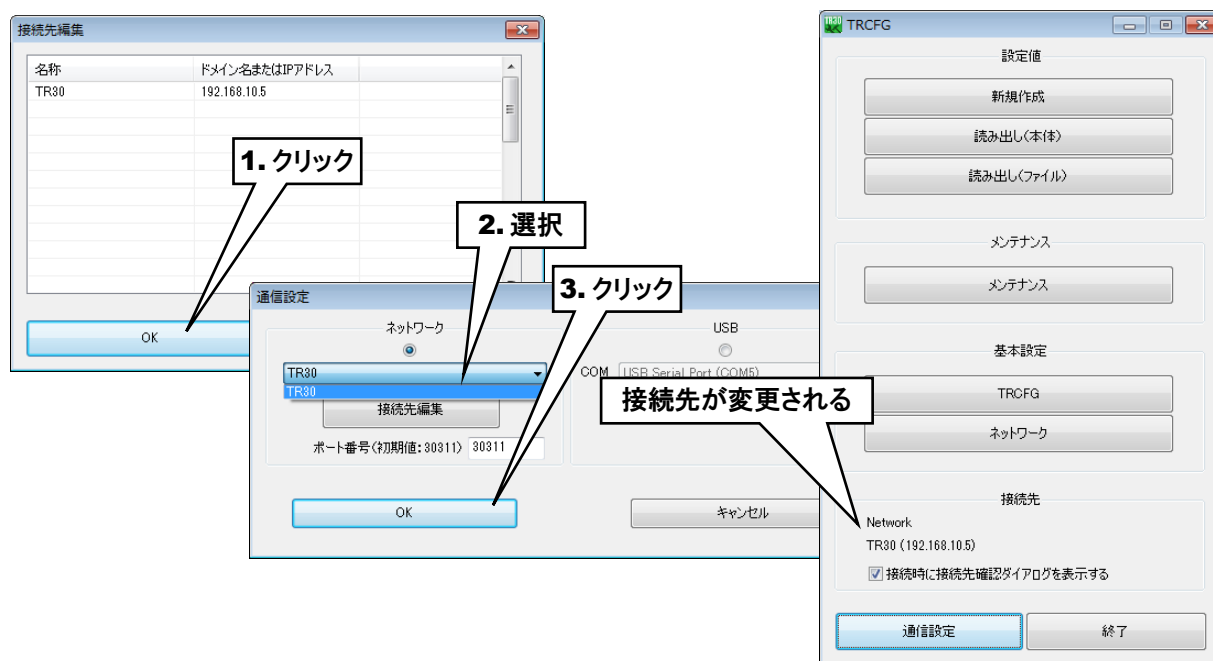 接続先編集
名称 ドメイン名またはIPアドレス
TR30 192.168.10.5
1. クリック
OK
2. 選択
3. クリック
通信設定
ネットワーク
TR30
TR30
接続先編集
ポート番号(初期値:30311) 30311
USB
COM USB Serial Port (COM5)
OK
キャンセル
接続先が変更される
TRCFG
設定値
新規作成
読み出し(本体)
読み出し(ファイル)
メンテナンス
メンテナンス
基本設定
TRCFG
ネットワーク
接続先
Network
TR30 (192.168.10.5)
接続時に接続先確認ダイアログを表示する
通信設定
終了